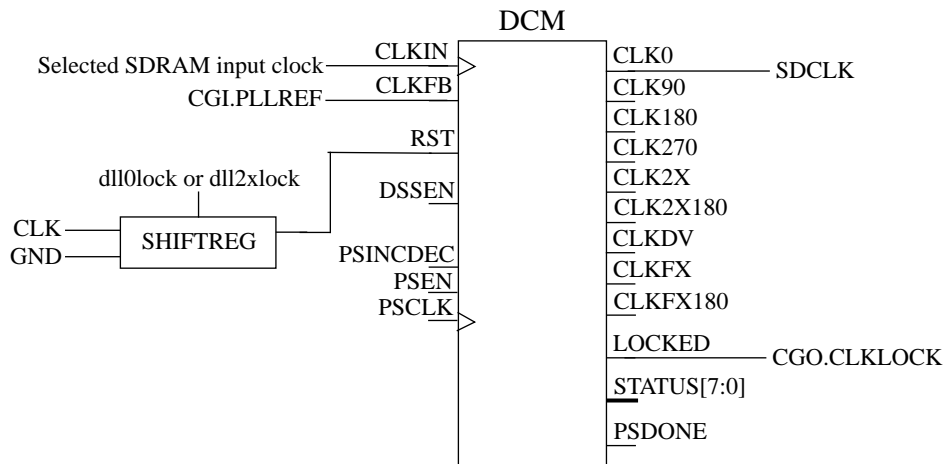 DCM
Selected SDRAM input clock
CLKIN
CGI.PLLREF
CLKFB
RST
dll0lock or dll2xlock
DSSEN
CLK
GND
SHIFTREG
PSINCDEC
PSEN
PSCLK
CLK0
SDCLK
CLK90
CLK180
CLK270
CLK2X
CLK2X180
CLKDV
CLKFX
CLKFX180
LOCKED
CGO.CLKLOCK
STATUS[7:0]
PSDONE